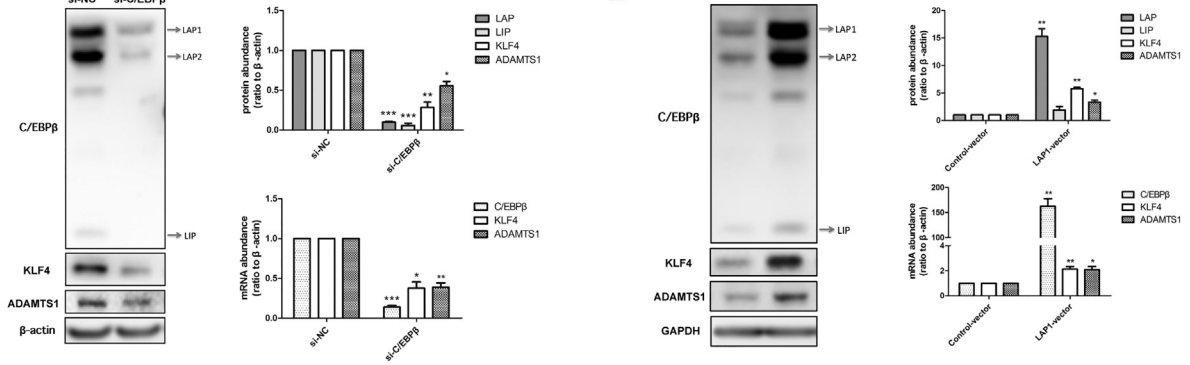 si-NC si-C/EBPβ
LAP1
LAP2
C/EBPβ
LIP
KLF4
ADAMTS1
β-actin
protein abundance
(ratio to β -actin)
1.5
1.0
0.5
0.0
*** *** ** *
si-NC
si-C/EBPβ
LAP
LIP
KLF4
ADAMTS1
mRNA abundance
(ratio to β -actin)
1.5
1.0
0.5
0.0
*** * **
si-NC
si-C/EBPβ
C/EBPβ
KLF4
ADAMTS1
LAP1
LAP2
C/EBPβ
LIP
KLF4
ADAMTS1
GAPDH
protein abundance
(ratio to β -actin)
20
15
10
5
0
** ** *
Control-vector
LAP1-vector
LAP
LIP
KLF4
ADAMTS1
mRNA abundance
(ratio to β -actin)
200
150
100
4
2
0
** ** *
Control-vector
LAP1-vector
C/EBPβ
KLF4
ADAMTS1